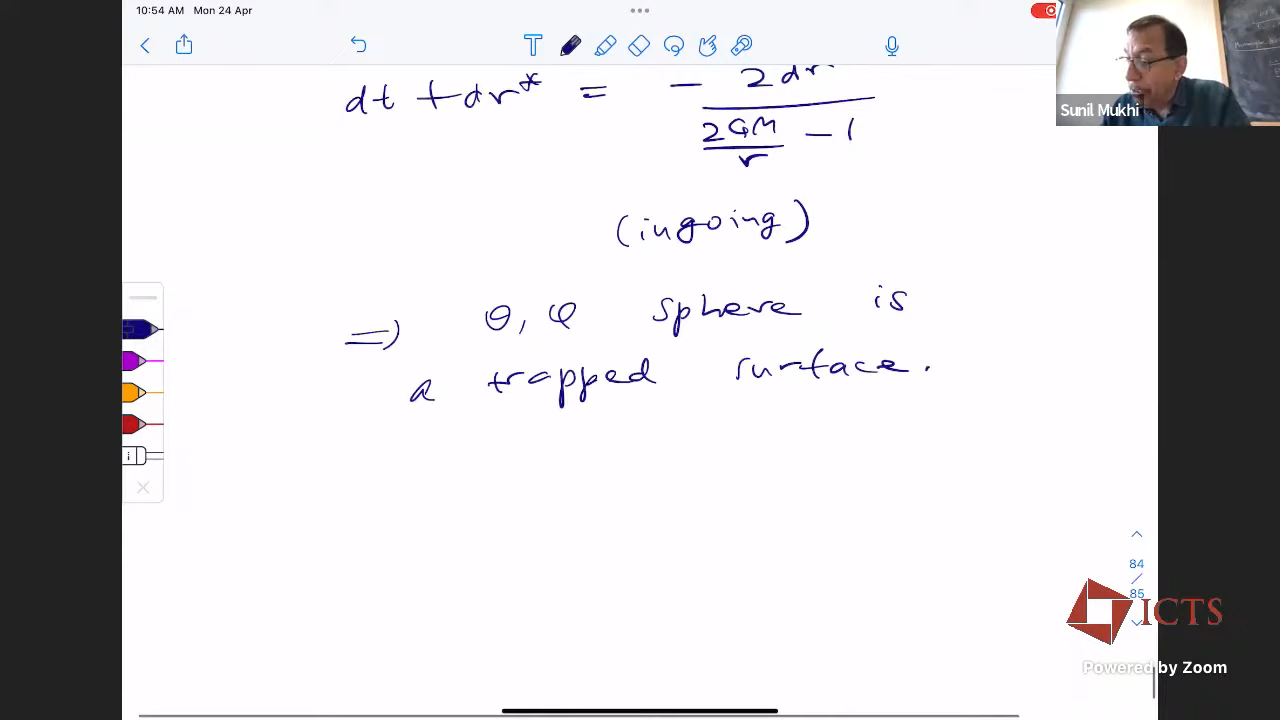 10:54 AM Mon 24 Apr
Sunil Mukhi
dt + dr* = - 2dr
2GM/r - 1
(ingoing)
=> θ, φ sphere is
a trapped surface.
84
/
85
ICTS
Powered by Zoom